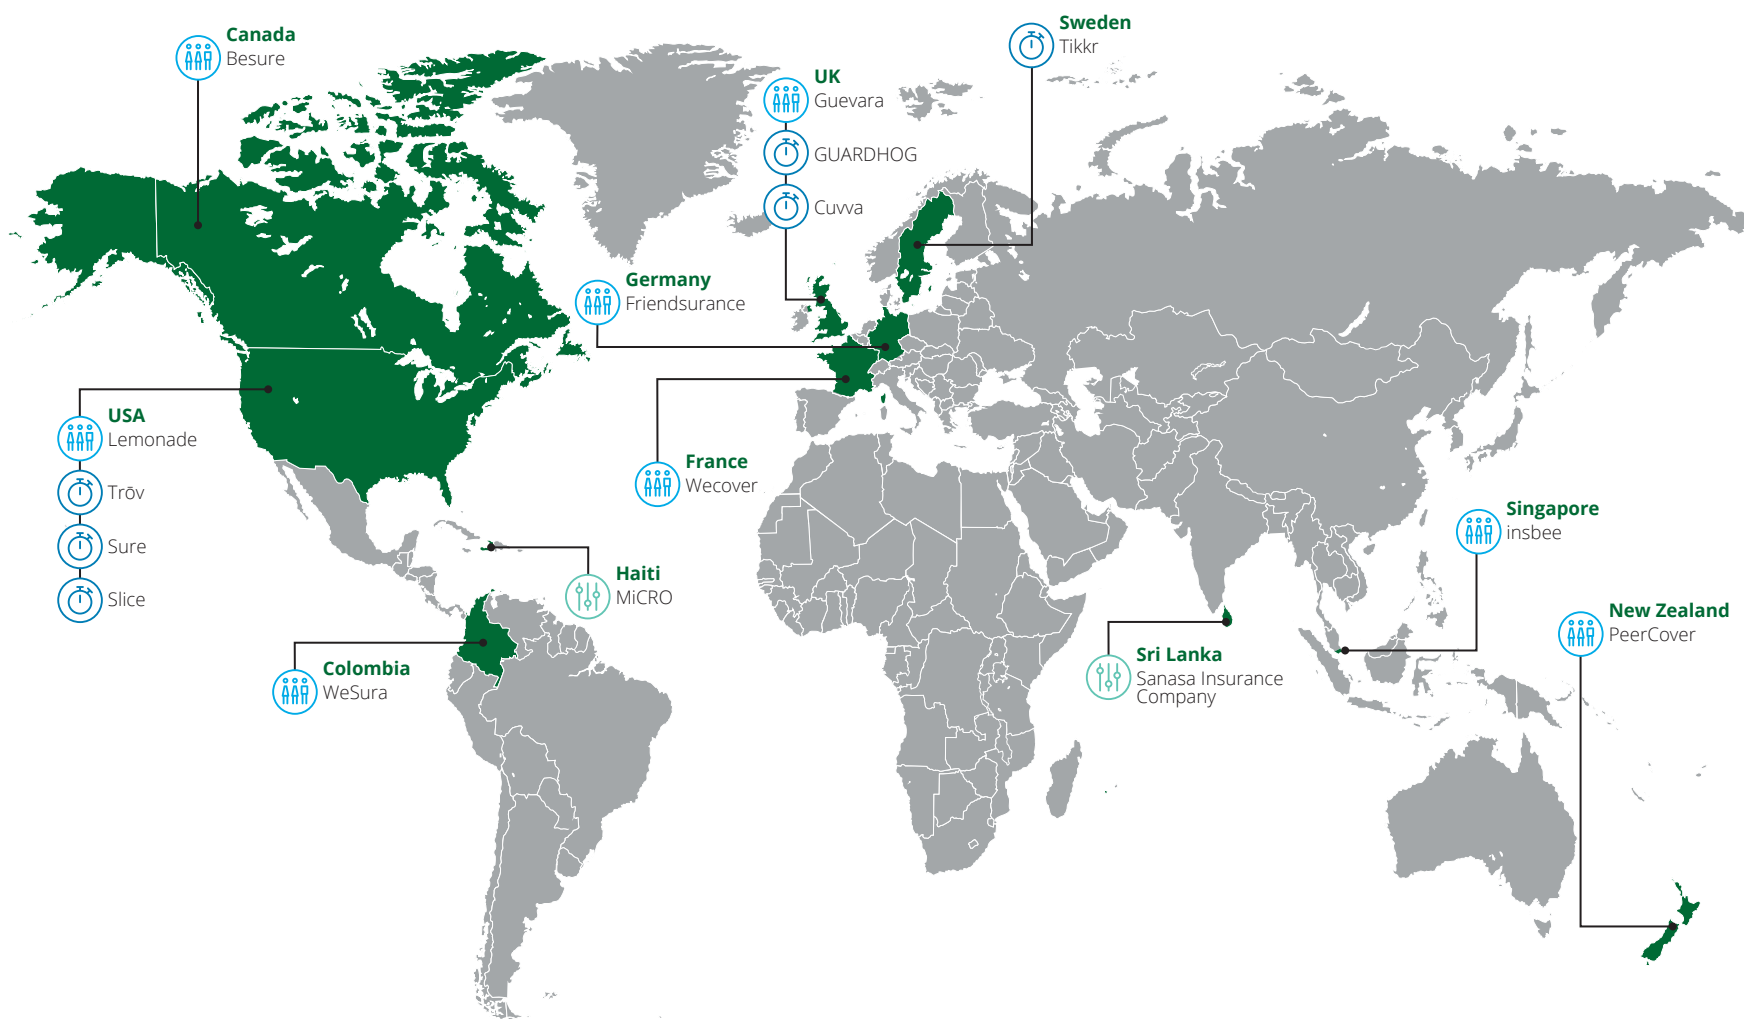 Canada
Besure
Sweden
Tikkr
UK
Guevara
GUARDHOG
Cuvva
Germany
Friendsurance
USA
Lemonade
Trōv
Sure
Slice
France
Wecover
Haiti
MiCRO
Colombia
WeSura
Singapore
insbee
Sri Lanka
Sanasa Insurance
Company
New Zealand
PeerCover